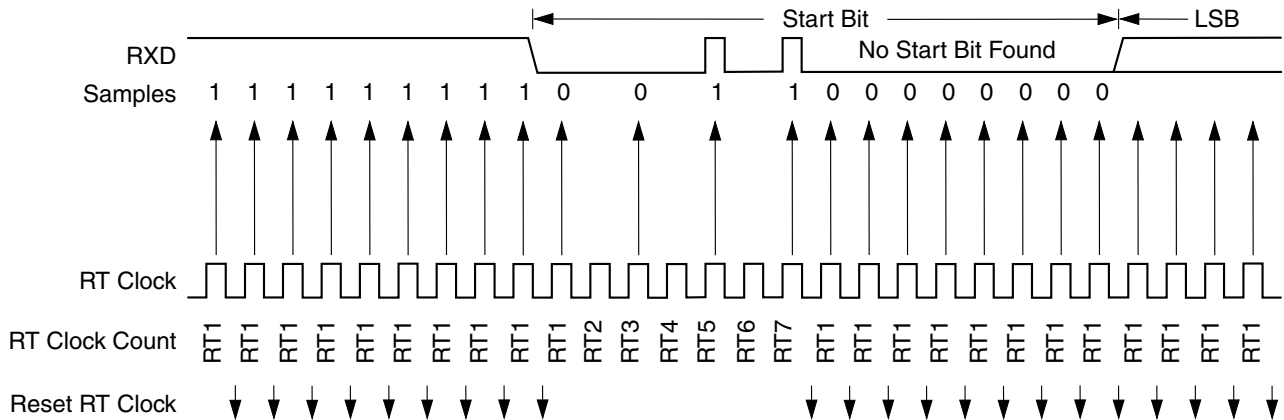 Start Bit LSB
RXD No Start Bit Found
Samples 1 1 1 1 1 1 1 1 1 0 0 1 1 0 0 0 0 0 0 0 0
RT Clock
RT Clock Count RT1 RT1 RT1 RT1 RT1 RT1 RT1 RT1 RT1 RT1 RT2 RT3 RT4 RT5 RT6 RT7 RT1 RT1 RT1 RT1 RT1 RT1 RT1 RT1 RT1 RT1 RT1 RT1
Reset RT Clock